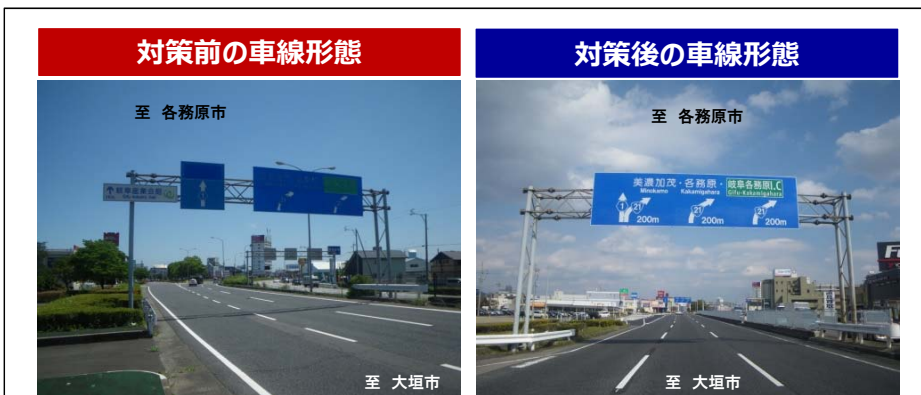 対策前の車線形態
至 各務原市
至 大垣市
対策後の車線形態
至 各務原市
美濃加茂・各務原・
Minokamo Kakamigahara
岐阜各務原I.C
Gifu-Kakamigahara
1 21 21 21
200m 200m 200m
至 大垣市